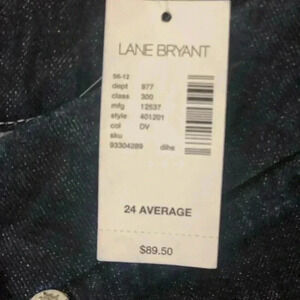 LANE BRYANT
56-12
dept 877
class 300
mfg 12537
style 401201
col DV
sku
93304289 dihs
24 AVERAGE
$89.50